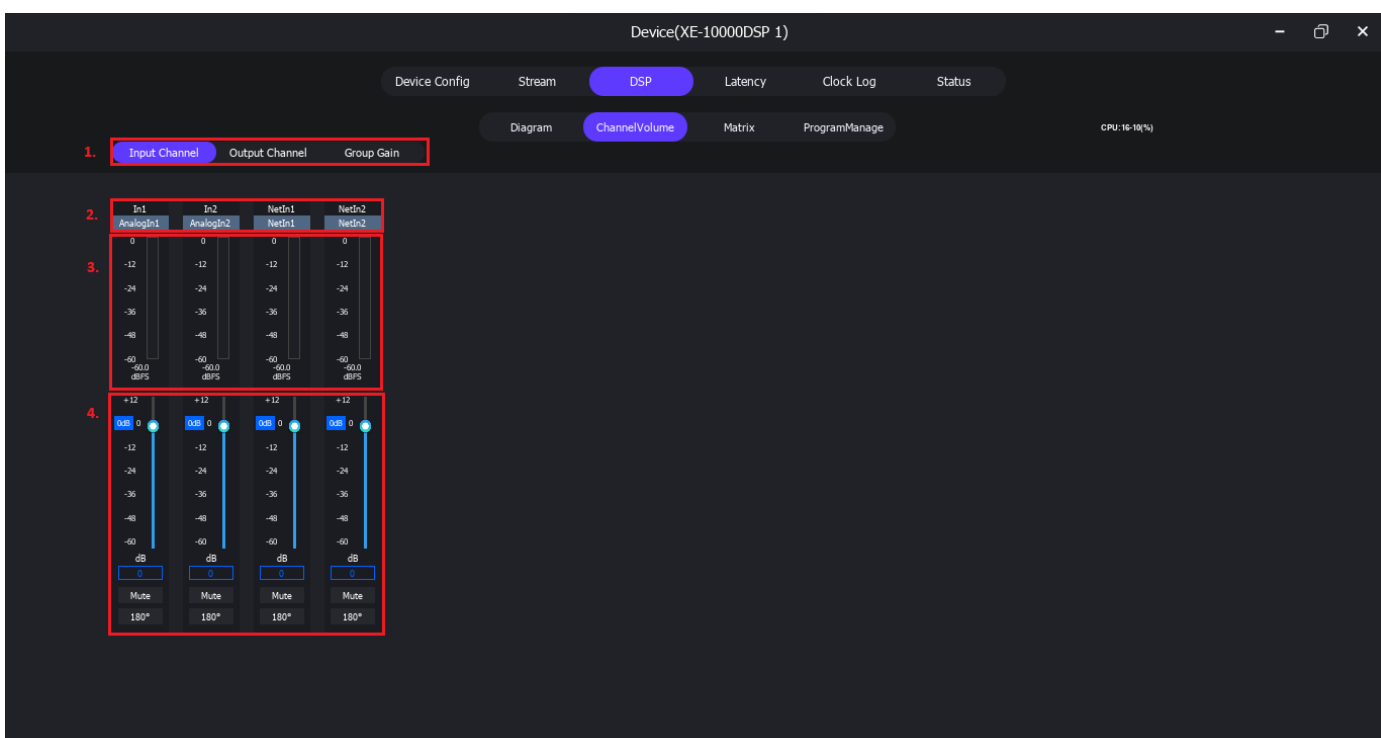 Device(XE-10000DSP 1)
Device Config Stream DSP Latency Clock Log Status
Diagram ChannelVolume Matrix ProgramManage CPU:16-10(%)
1. Input Channel Output Channel Group Gain
2. In1 In2 NetIn1 NetIn2
AnalogIn1 AnalogIn2 NetIn1 NetIn2
0 0 0 0
3. -12 -12 -12 -12
-24 -24 -24 -24
-36 -36 -36 -36
-48 -48 -48 -48
-60 -60 -60 -60
-60.0 -60.0 -60.0 -60.0
dBFS dBFS dBFS dBFS
4. +12 +12 +12 +12
0dB 0 0dB 0 0dB 0 0dB 0
-12 -12 -12 -12
-24 -24 -24 -24
-36 -36 -36 -36
-48 -48 -48 -48
-60 -60 -60 -60
dB dB dB dB
0 0 0 0
Mute Mute Mute Mute
180° 180° 180° 180°